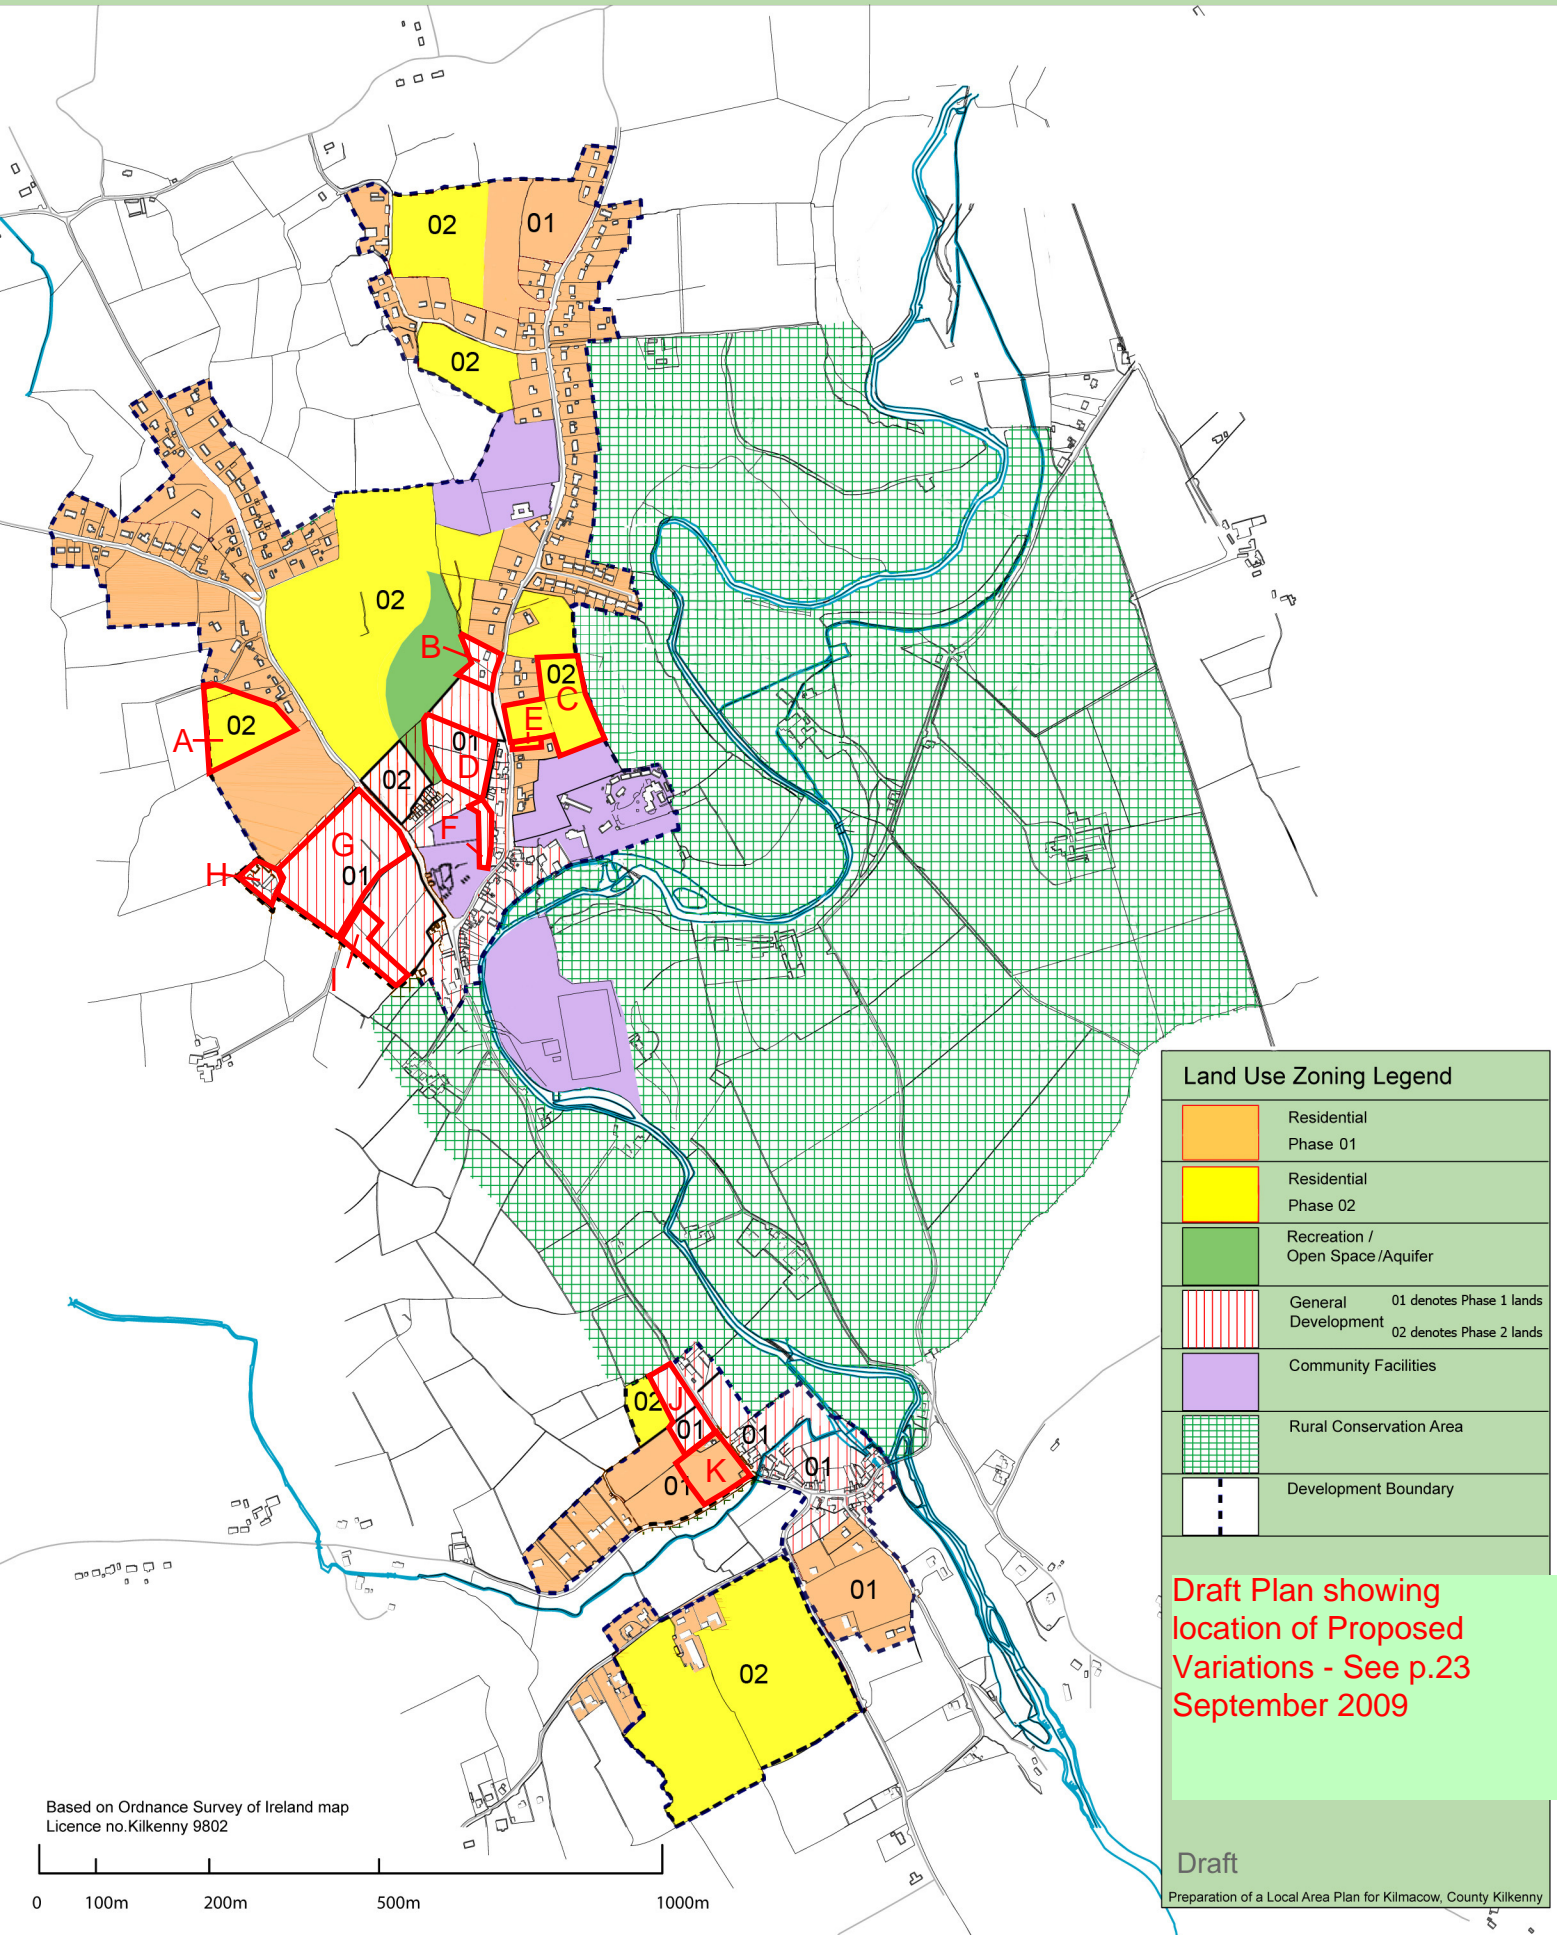 02
01
02
02
B
02
C
E
A
02
01
D
02
F
G
H
01
I
02
J
01
01
K
01
01
01
02
Land Use Zoning Legend
Residential
Phase 01
Residential
Phase 02
Recreation /
Open Space/Aquifer
General
Development
01 denotes Phase 1 lands
02 denotes Phase 2 lands
Community Facilities
Rural Conservation Area
Development Boundary
Draft Plan showing
location of Proposed
Variations - See p.23
September 2009
Draft
Preparation of a Local Area Plan for Kilmacow, County Kilkenny
Based on Ordnance Survey of Ireland map
Licence no.Kilkenny 9802
0 100m 200m 500m 1000m